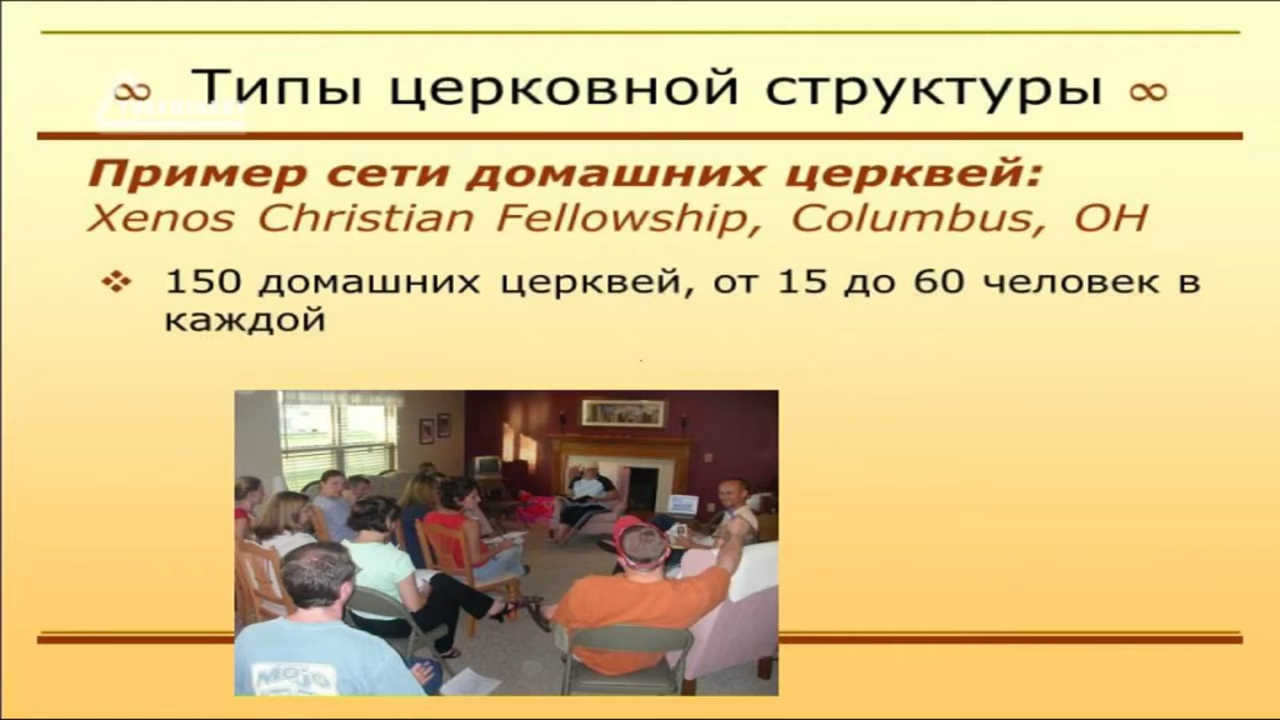 ∞ Типы церковной структуры ∞
Пример сети домашних церквей:
Xenos Christian Fellowship, Columbus, OH
❖ 150 домашних церквей, от 15 до 60 человек в
каждой
MOJO